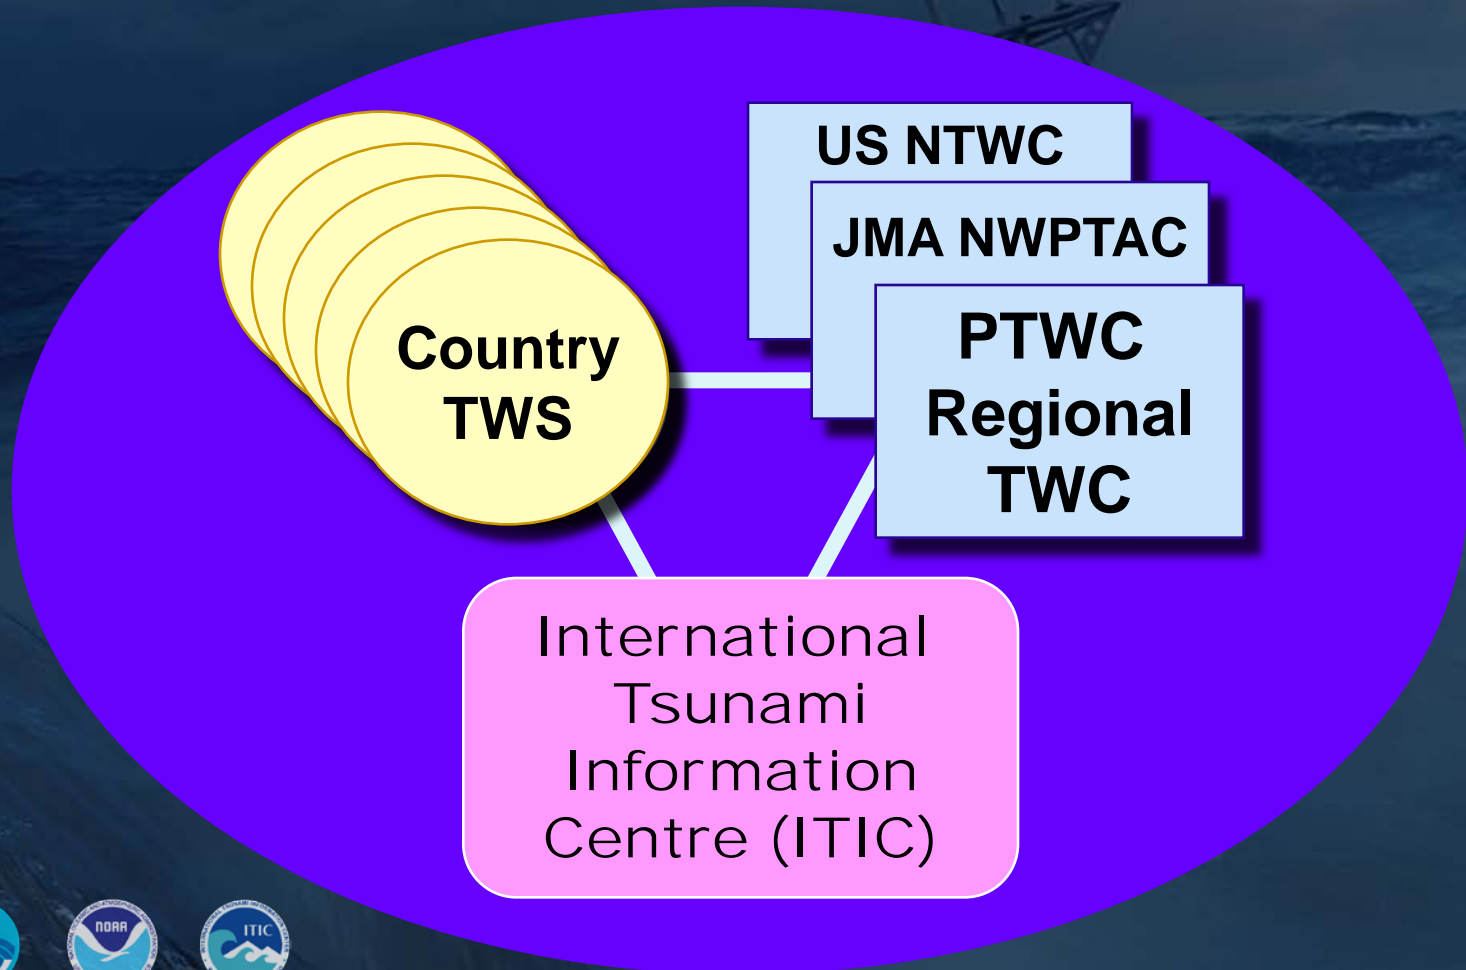 US NTWC
JMA NWPTAC
PTWC
Regional
TWC
Country
TWS
International
Tsunami
Information
Centre (ITIC)
NOAA
ITIC